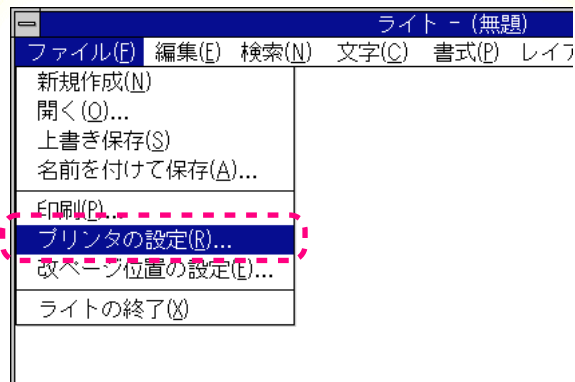 ライト － (無題)
ファイル(F) 編集(E) 検索(N) 文字(C) 書式(P) レイア
新規作成(N)
開く(O)...
上書き保存(S)
名前を付けて保存(A)...
印刷(P)...
プリンタの設定(R)...
改ページ位置の設定(E)...
ライトの終了(X)